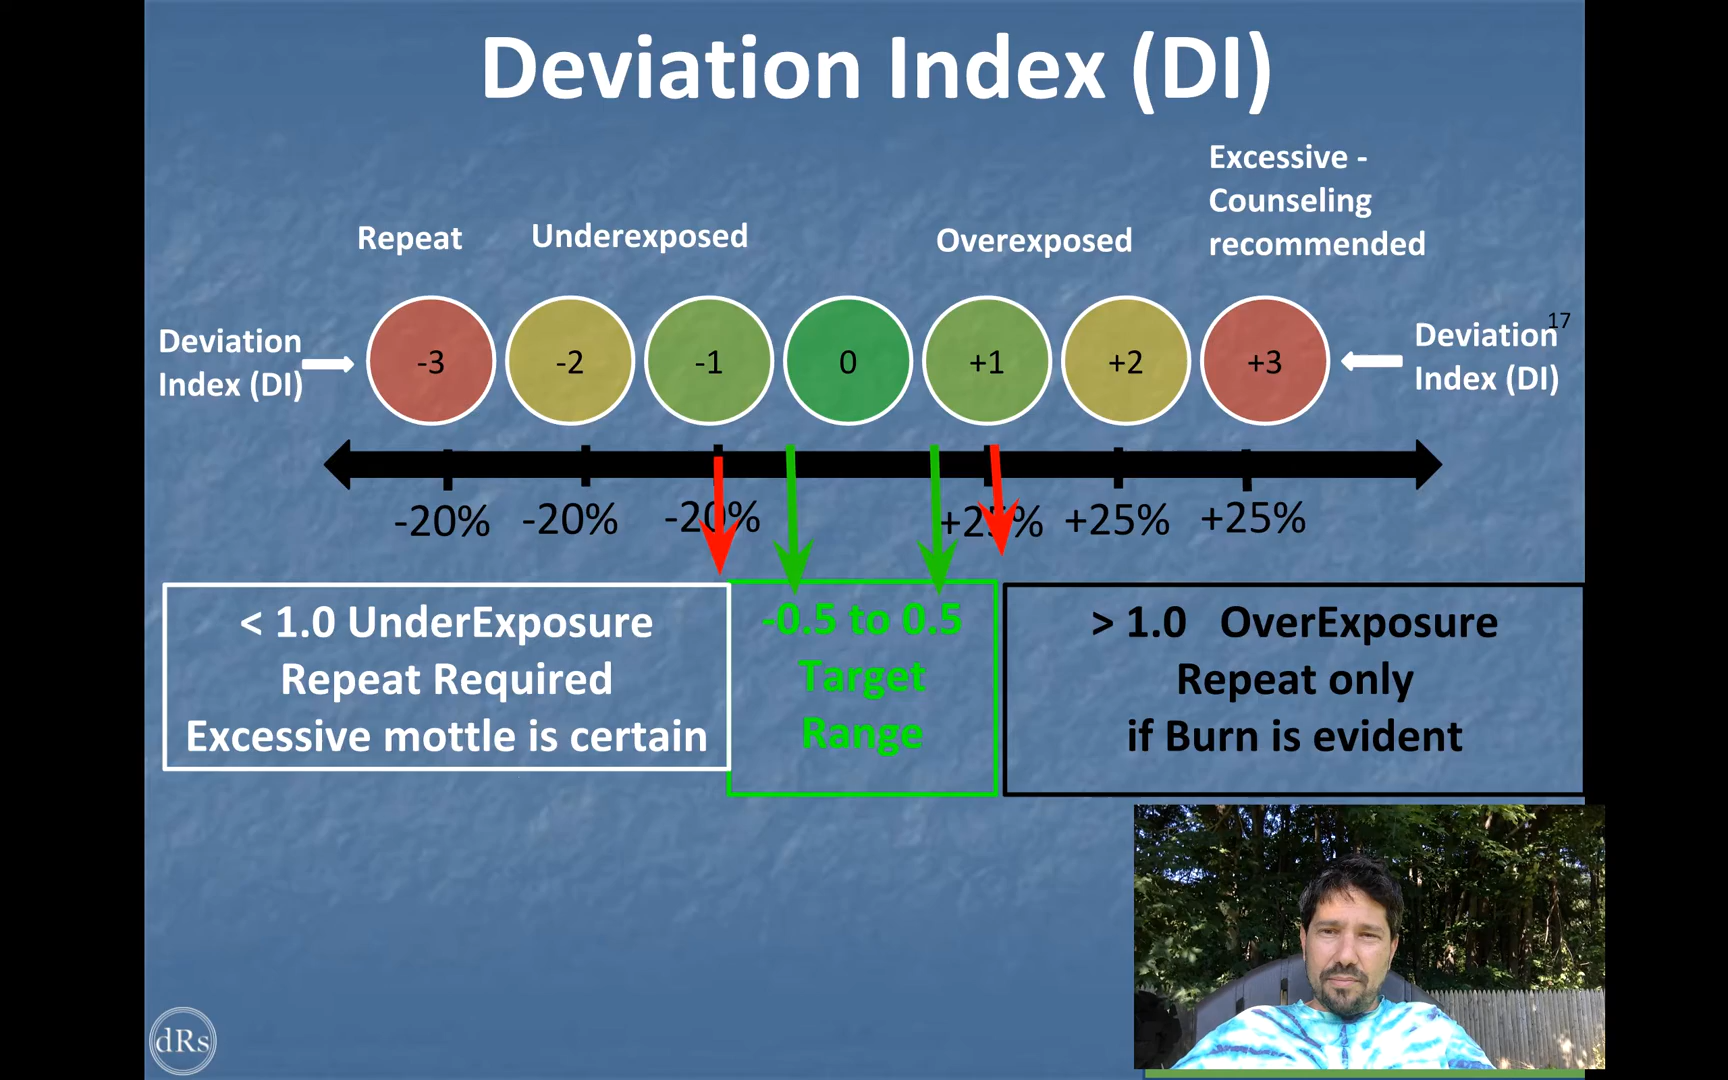 Deviation Index (DI)
Excessive -
Counseling
recommended
Repeat
Underexposed
Overexposed
Deviation
Index (DI)
-3
-2
-1
0
+1
+2
+3
17
Deviation
Index (DI)
-20%
-20%
-20%
+25%
+25%
+25%
< 1.0 UnderExposure
Repeat Required
Excessive mottle is certain
-0.5 to 0.5
Target
Range
> 1.0 OverExposure
Repeat only
if Burn is evident
dRs